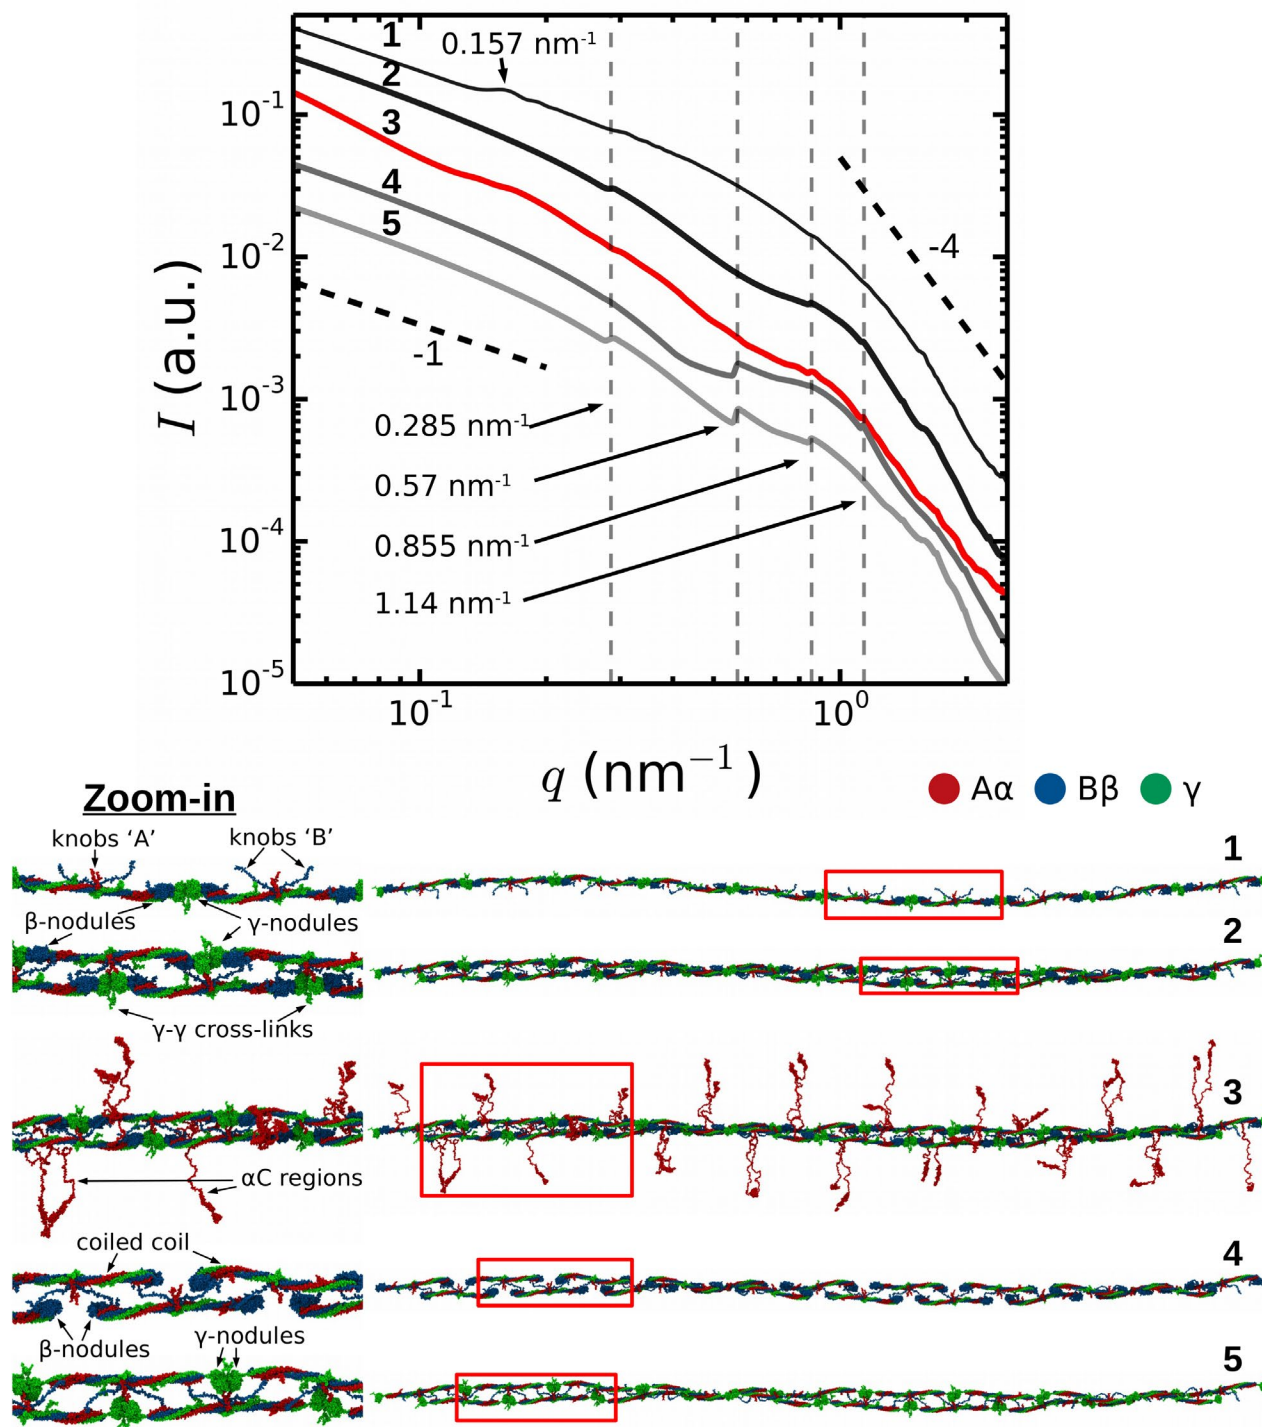 1
0.157 nm⁻¹
2
3
4
5
10⁻¹
10⁻²
10⁻³
10⁻⁴
10⁻⁵
I (a.u.)
-4
-1
0.285 nm⁻¹
0.57 nm⁻¹
0.855 nm⁻¹
1.14 nm⁻¹
10⁻¹ 10⁰
q (nm⁻¹)
Aα Bβ γ
Zoom-in
knobs ‘A’ knobs ‘B’
1
β-nodules γ-nodules
2
γ-γ cross-links
3
αC regions
coiled coil
4
β-nodules γ-nodules
5